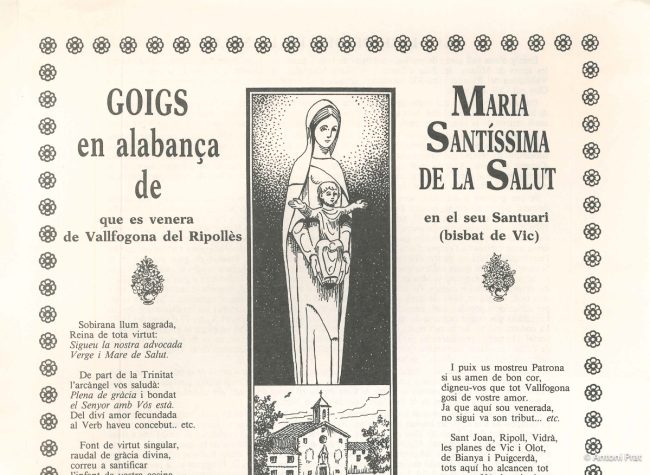 GOIGS
en alabança
de
que es venera
de Vallfogona del Ripollès
MARIA
SANTÍSSIMA
DE LA SALUT
en el seu Santuari
(bisbat de Vic)
Sobirana llum sagrada,
Reina de tota virtut:
Sigueu la nostra advocada
Verge i Mare de Salut.
De part de la Trinitat
l'arcàngel vos saludà:
Plena de gràcia i bondat
el Senyor amb Vós està.
Del diví amor fecundada
al Verb haveu concebut.. etc.
Font de virtut singular,
raudal de gràcia divina,
correu a santificar
I puix us mostreu Patrona
si us amen de bon cor,
digneu-vos que tot Vallfogona
gosi de vostre amor.
Ja que aquí sou venerada,
no sigui va son tribut... etc.
Sant Joan, Ripoll, Vidrà,
les planes de Vic i Olot,
de Bianya i Puigcerdà,
tots aquí ho alcancen tot
© Antoni Prat